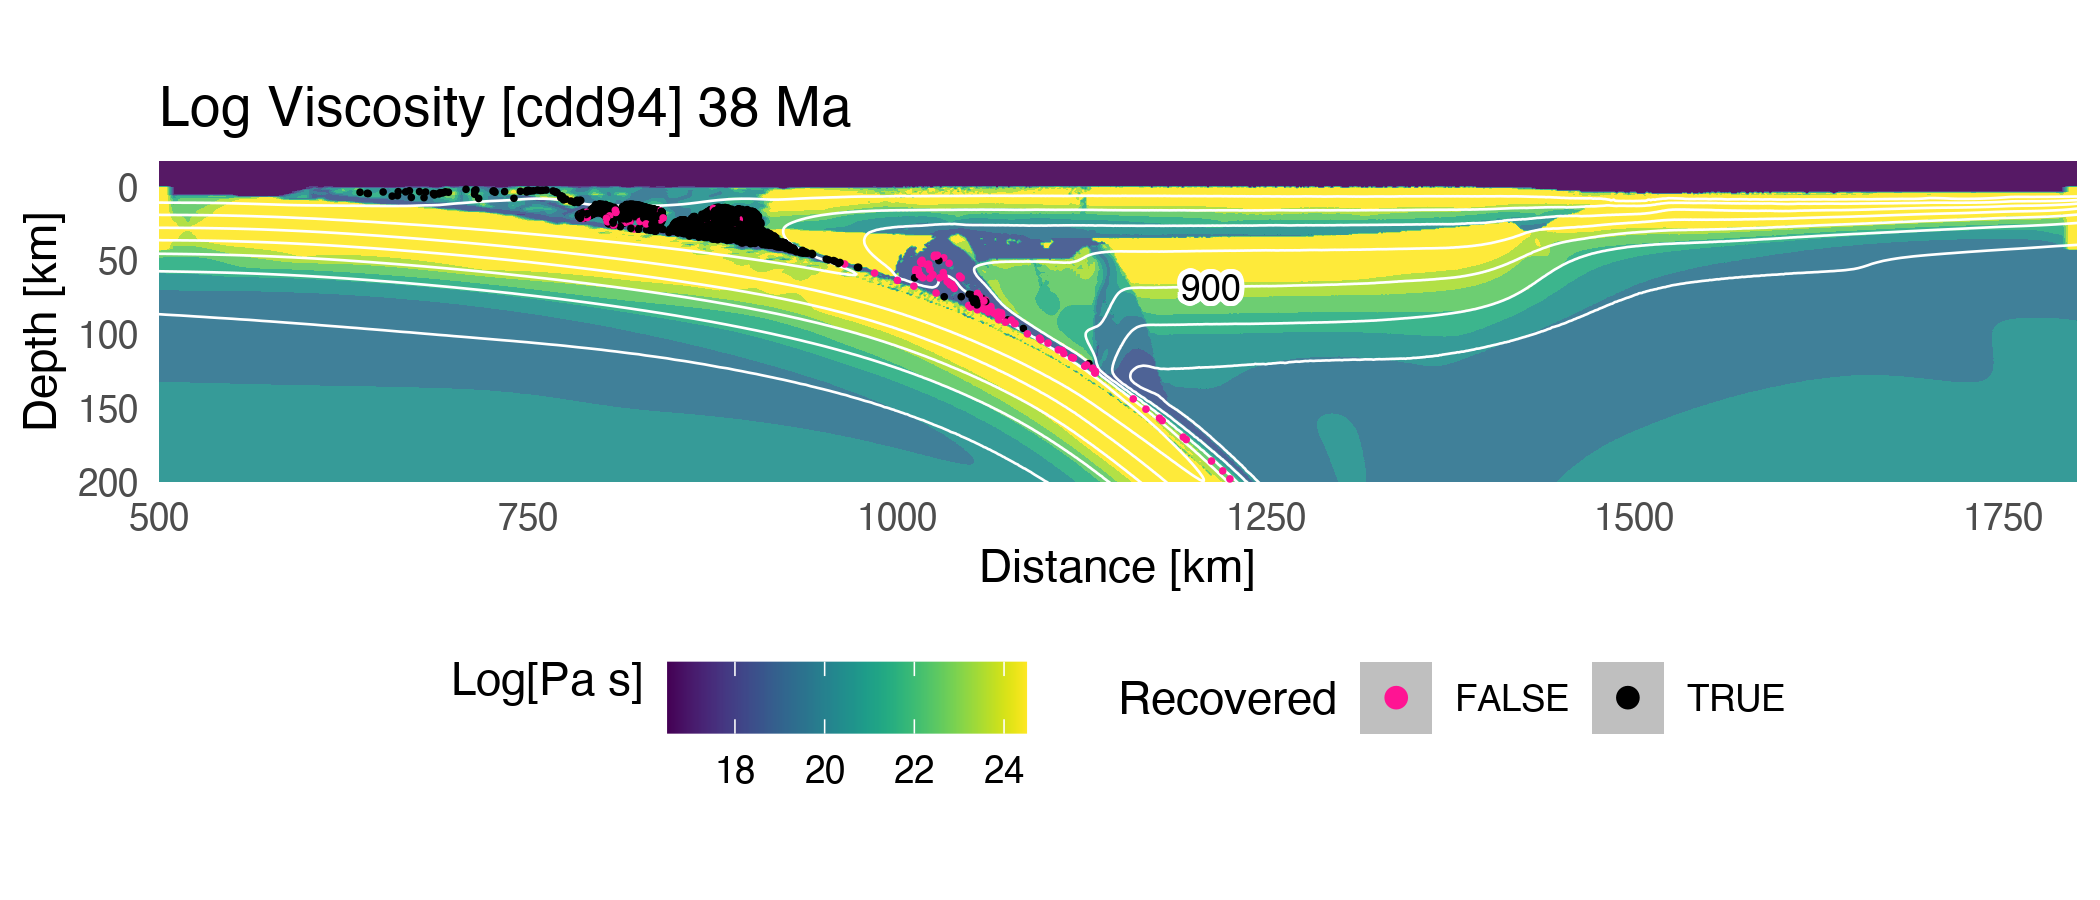 Log Viscosity [cdd94] 38 Ma
Depth [km]
0
50
100
150
200
900
500 750 1000 1250 1500 1750
Distance [km]
Log[Pa s]
18 20 22 24
Recovered FALSE TRUE